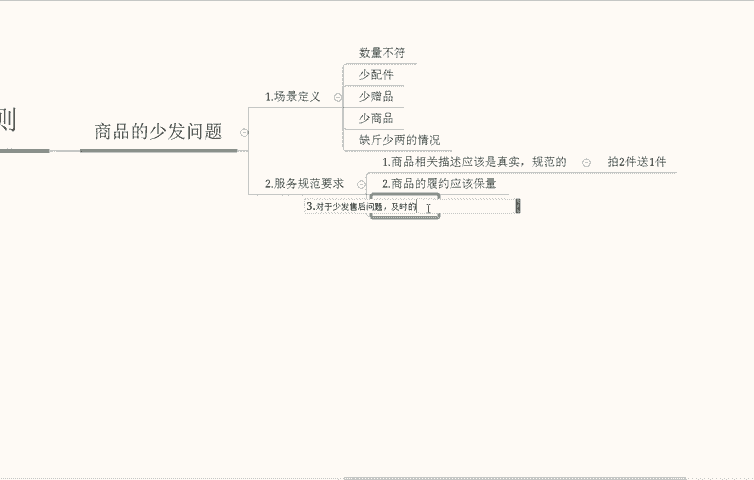 则
商品的少发问题
1.场景定义
数量不符
少配件
少赠品
少商品
缺斤少两的情况
2.服务规范要求
1.商品相关描述应该是真实，规范的
拍2件送1件
2.商品的履约应该保量
3.对于少发售后问题，及时的